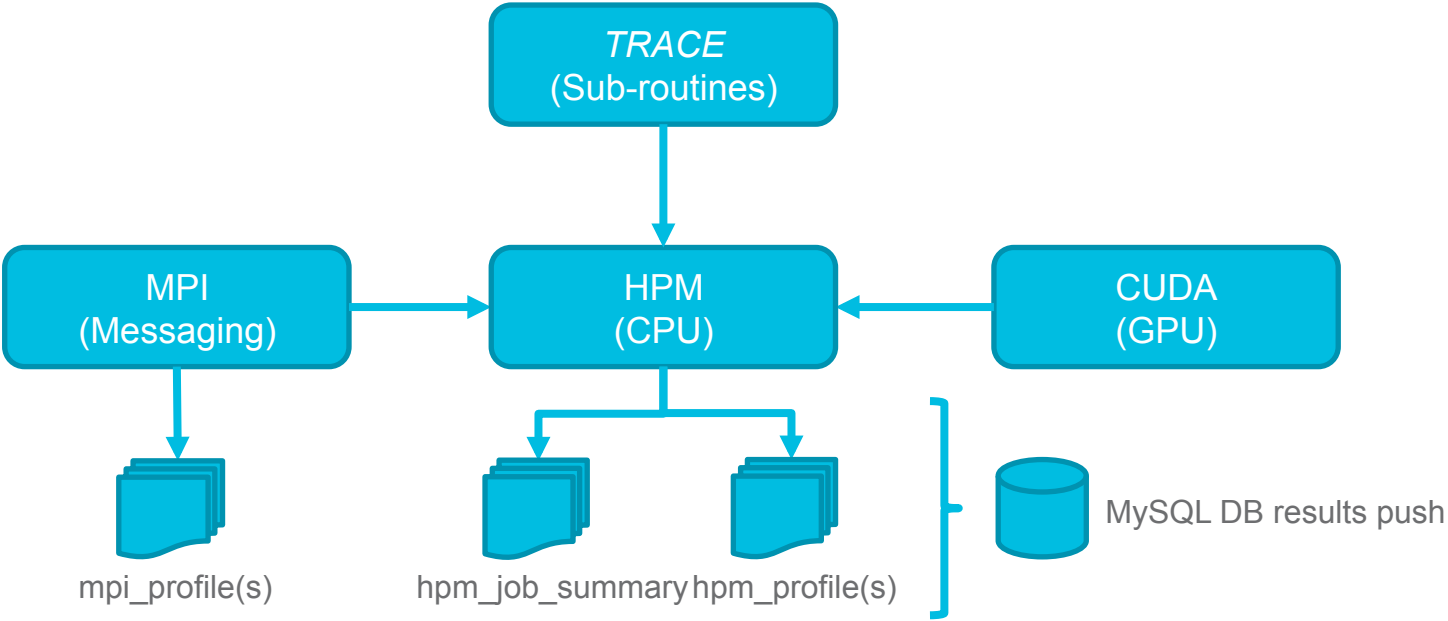 TRACE
(Sub-routines)
MPI
(Messaging)
HPM
(CPU)
CUDA
(GPU)
mpi_profile(s)
hpm_job_summary
hpm_profile(s)
MySQL DB results push